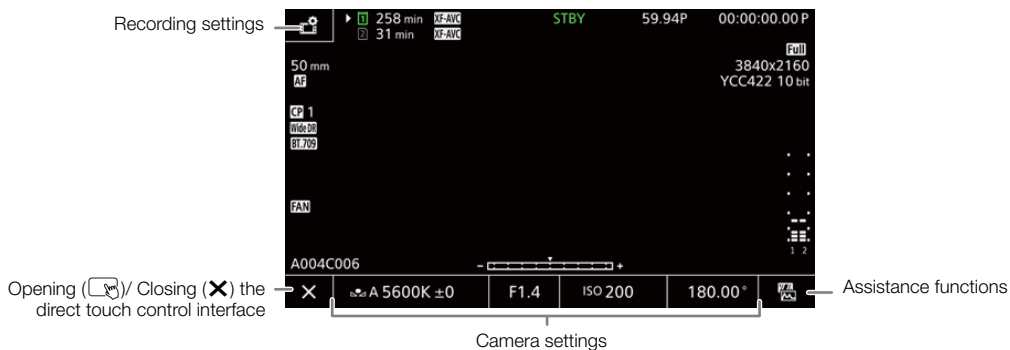 Recording settings
1 258 min XF-AVC STBY 59.94P 00:00:00.00 P
2 31 min XF-AVC
Full
50 mm 3840x2160
AF YCC422 10 bit
CP 1
Wide DR
BT.709
FAN
1 2
A004C006 - +
Opening ( )/ Closing (X) the
direct touch control interface
X A 5600K ±0 F1.4 ISO 200 180.00°
Assistance functions
Camera settings